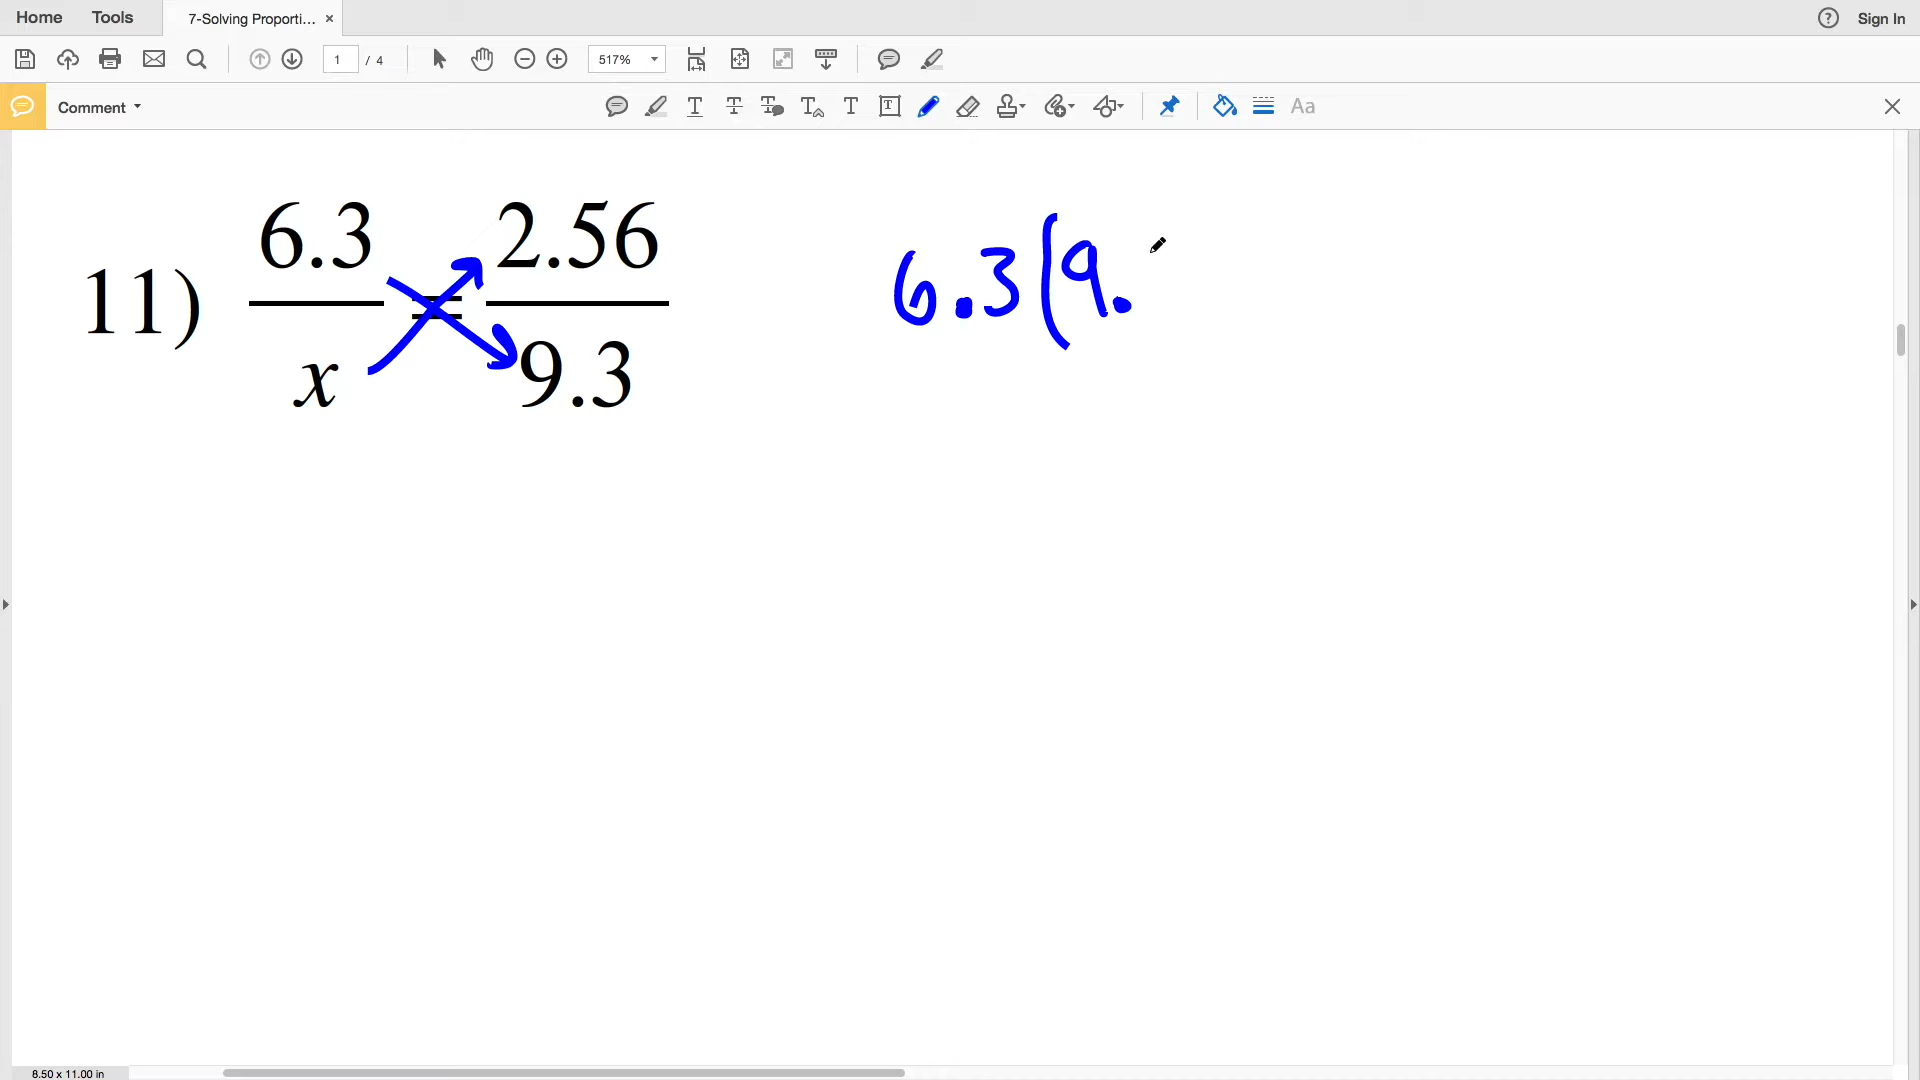 Home Tools 7-Solving Proporti... × ? Sign In
1 / 4 517%
Comment Aa
11) 6.3 = 2.56 6.3(9.
x 9.3
8.50 x 11.00 in